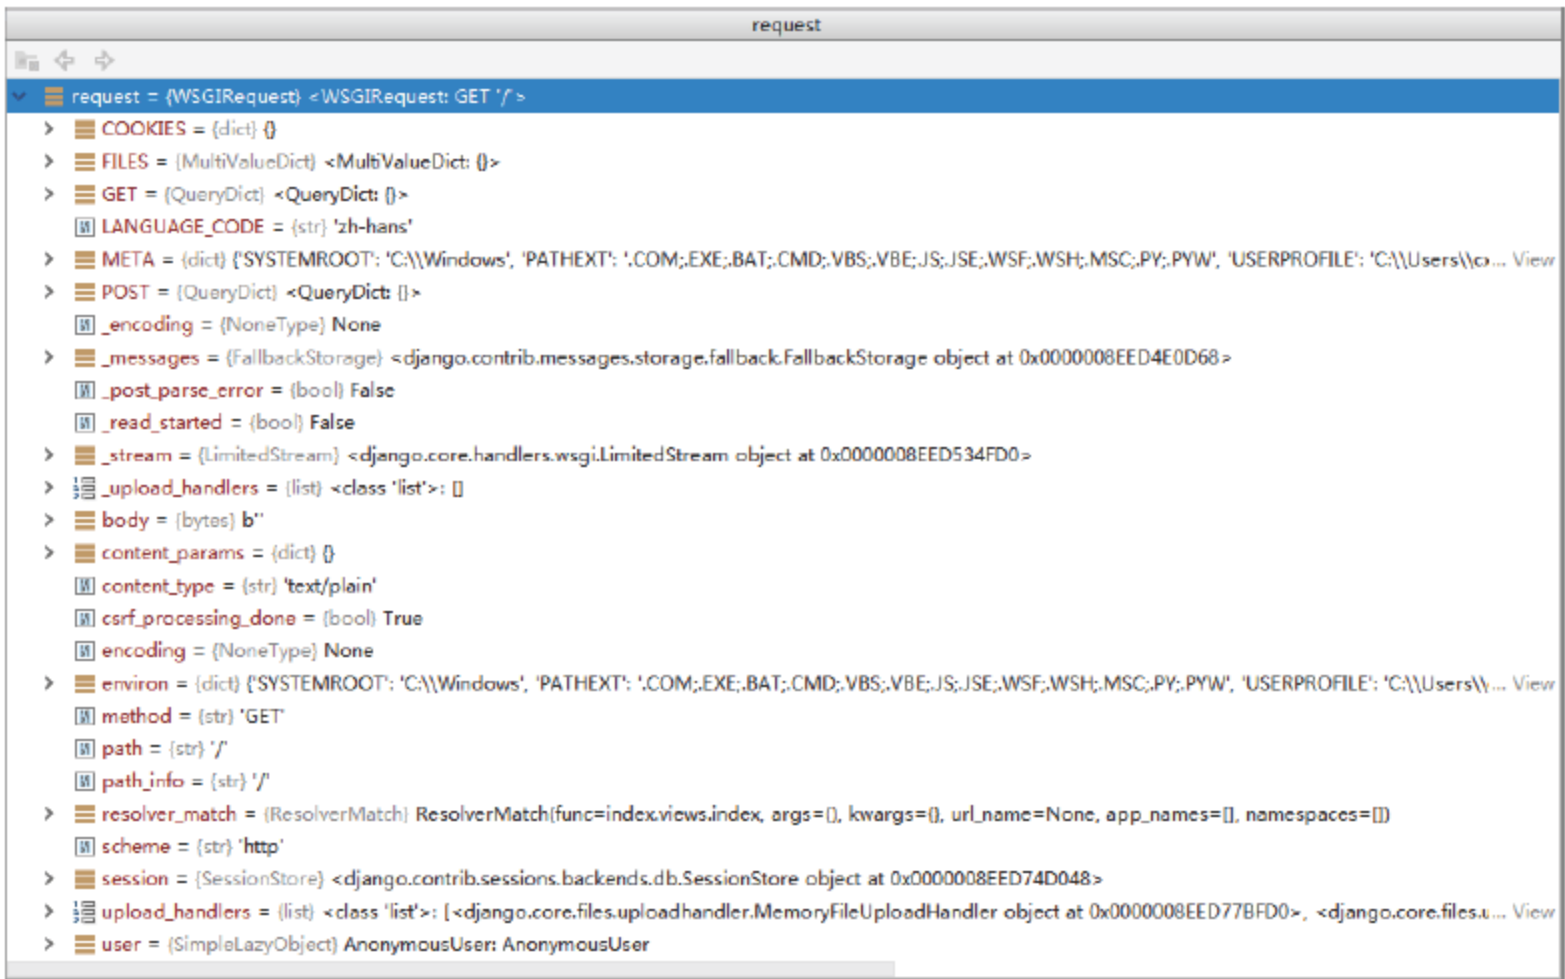 request
request = {WSGIRequest} <WSGIRequest: GET '/'>
COOKIES = {dict} {}
FILES = {MultiValueDict} <MultiValueDict: {}>
GET = {QueryDict} <QueryDict: {}>
LANGUAGE_CODE = {str} 'zh-hans'
META = {dict} {'SYSTEMROOT': 'C:\\Windows', 'PATHEXT': '.COM;.EXE;.BAT;.CMD;.VBS;.VBE;.JS;.JSE;.WSF;.WSH;.MSC;.PY;.PYW', 'USERPROFILE': 'C:\\Users\\... View
POST = {QueryDict} <QueryDict: {}>
_encoding = {NoneType} None
_messages = {FallbackStorage} <django.contrib.messages.storage.fallback.FallbackStorage object at 0x0000008EED4E0D68>
_post_parse_error = {bool} False
_read_started = {bool} False
_stream = {LimitedStream} <django.core.handlers.wsgi.LimitedStream object at 0x0000008EED534FD0>
_upload_handlers = {list} <class 'list'>: []
body = {bytes} b''
content_params = {dict} {}
content_type = {str} 'text/plain'
csrf_processing_done = {bool} True
encoding = {NoneType} None
environ = {dict} {'SYSTEMROOT': 'C:\\Windows', 'PATHEXT': '.COM;.EXE;.BAT;.CMD;.VBS;.VBE;.JS;.JSE;.WSF;.WSH;.MSC;.PY;.PYW', 'USERPROFILE': 'C:\\Users\\... View
method = {str} 'GET'
path = {str} '/'
path_info = {str} '/'
resolver_match = {ResolverMatch} ResolverMatch(func=index.views.index, args=(), kwargs={}, url_name=None, app_names=[], namespaces=[])
scheme = {str} 'http'
session = {SessionStore} <django.contrib.sessions.backends.db.SessionStore object at 0x0000008EED74D048>
upload_handlers = {list} <class 'list'>: [<django.core.files.uploadhandler.MemoryFileUploadHandler object at 0x0000008EED77BFD0>, <django.core.files.u... View
user = {SimpleLazyObject} AnonymousUser: AnonymousUser